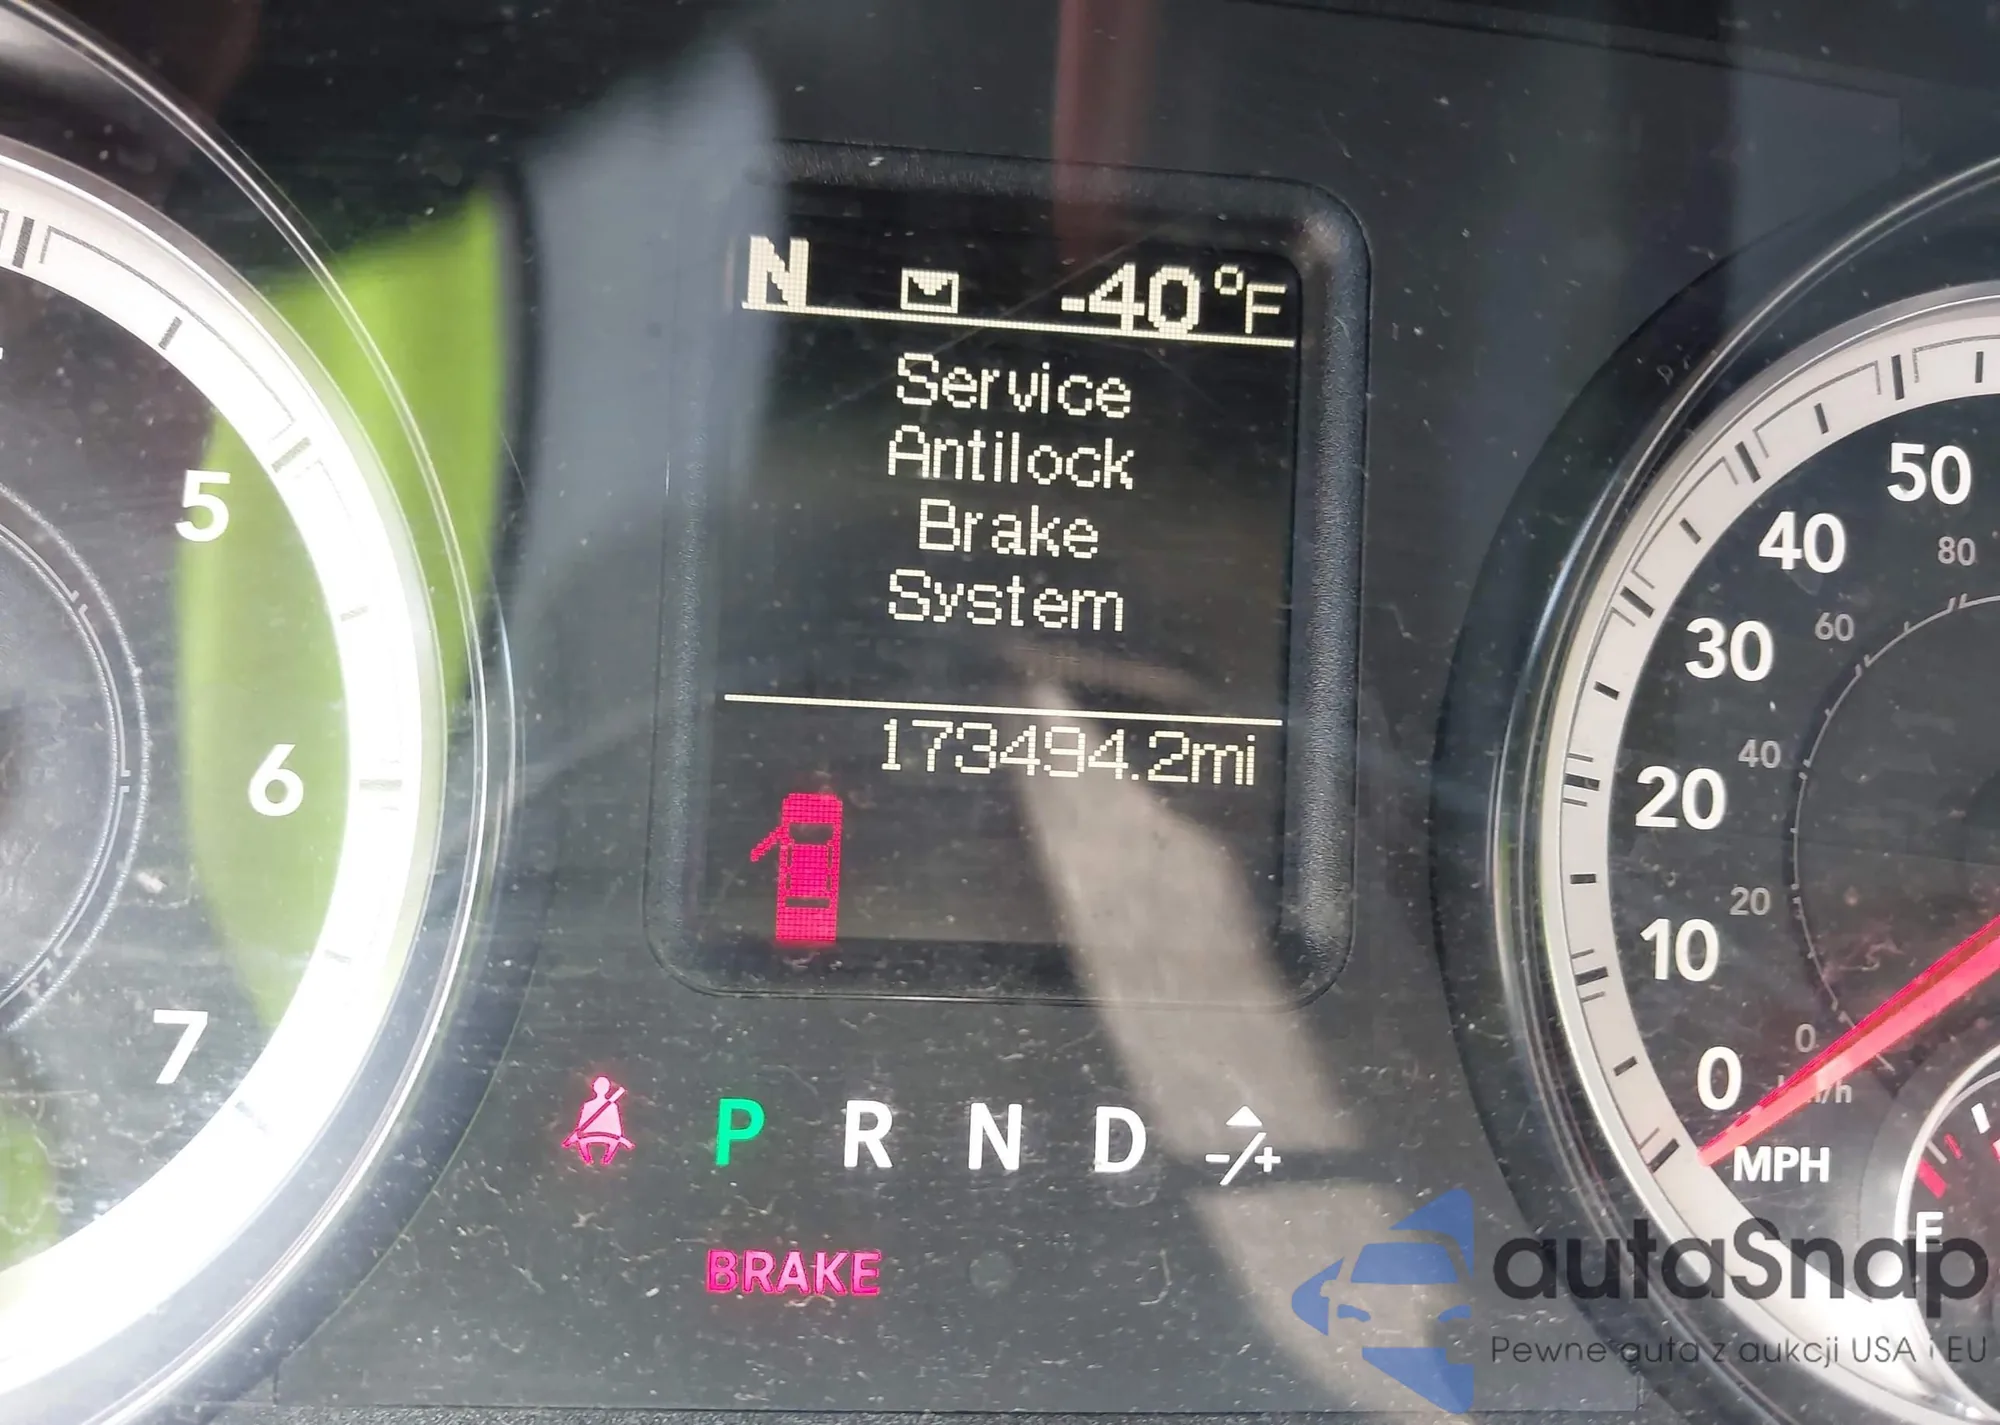 N -40°F
Service
Antilock
Brake
System
173494.2mi
5
6
7
50
40
80
30
60
20
40
10
20
0
0
MPH
P R N D -/+
BRAKE
autaSnap
Pewne auta z aukcji USA i EU